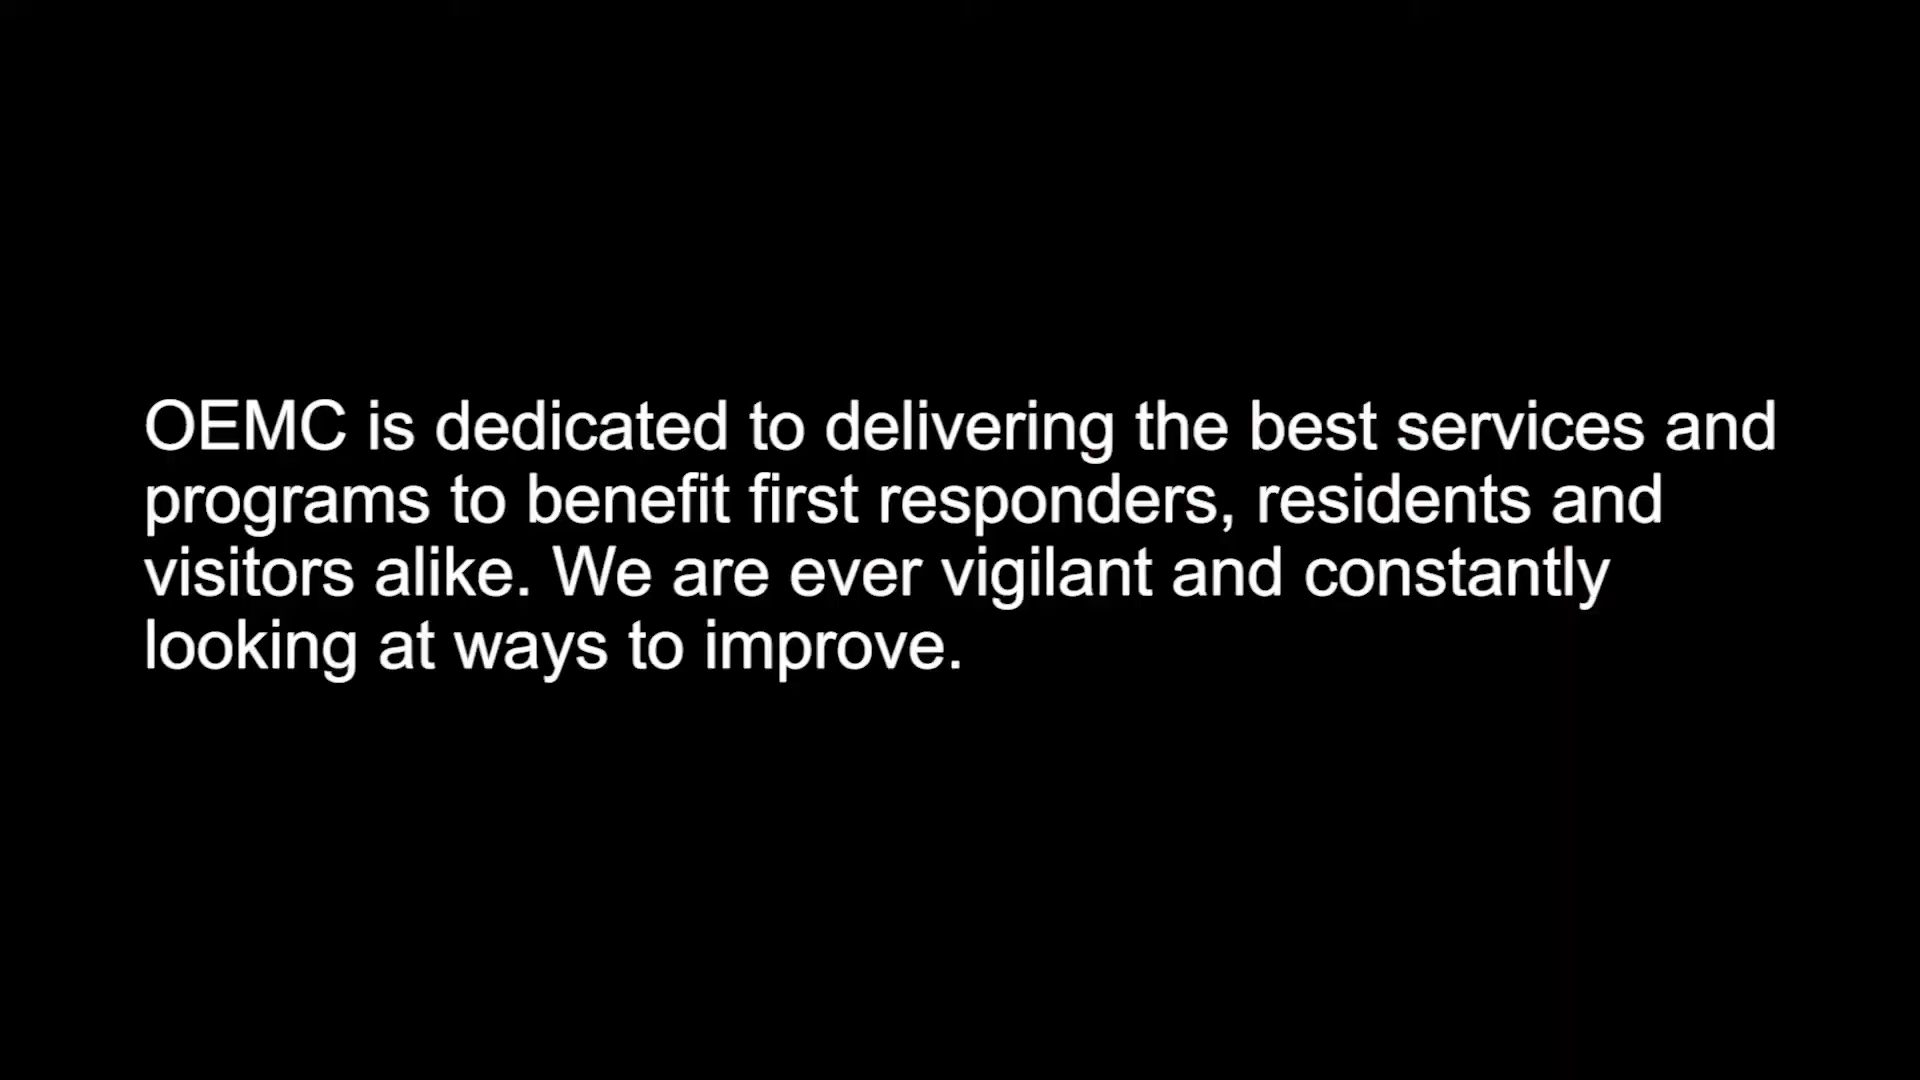 OEMC is dedicated to delivering the best services and
programs to benefit first responders, residents and
visitors alike. We are ever vigilant and constantly
looking at ways to improve.